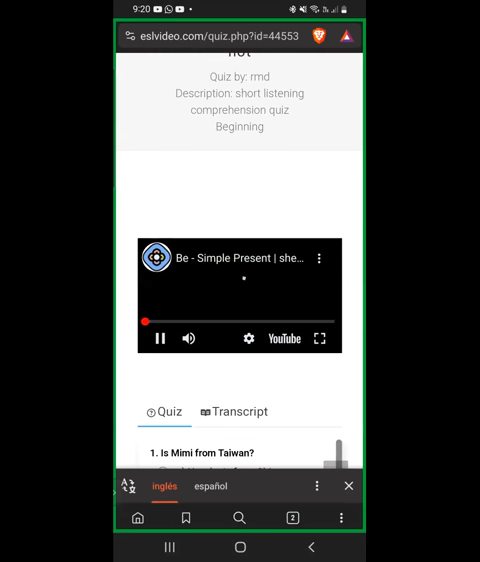 9:20
eslvideo.com/quiz.php?id=44553
Quiz by: rmd
Description: short listening
comprehension quiz
Beginning
Be - Simple Present | she...
YouTube
Quiz
Transcript
1. Is Mimi from Taiwan?
inglés
español
2